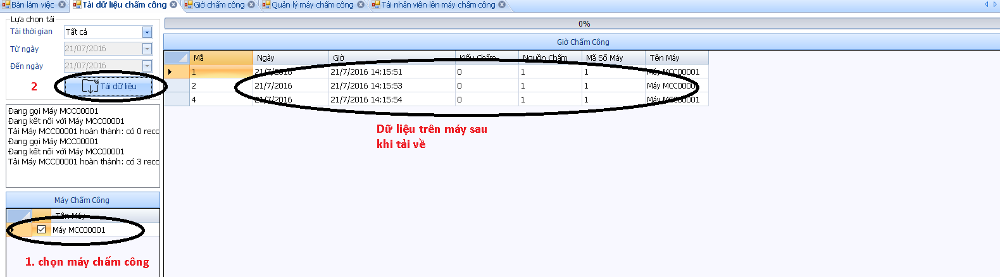 Bàn làm việc Tải dữ liệu chấm công Giờ chấm công Quản lý máy chấm công Tải nhân viên lên máy chấm công
Lựa chọn tải
Tải thời gian Tất cả
Từ ngày 21/07/2016
Đến ngày 21/07/2016
2 Tải dữ liệu
Đang gọi Máy MCC00001
Đang kết nối với Máy MCC00001
Tải Máy MCC00001 hoàn thành: có 0 recc
Đang gọi Máy MCC00001
Đang kết nối với Máy MCC00001
Tải Máy MCC00001 hoàn thành: có 3 recc
Máy Chấm Công
Tên Máy
Máy MCC00001
1. chọn máy chấm công
0%
Giờ Chấm Công
Mã Ngày Giờ Kiểu Chấm Nguồn Chấm Mã Số Máy Tên Máy
1 21/7/2016 21/7/2016 14:15:51 0 1 1 Máy MCC00001
2 21/7/2016 21/7/2016 14:15:53 0 1 1 Máy MCC00001
4 21/7/2016 21/7/2016 14:15:54 0 1 1 Máy MCC00001
Dữ liệu trên máy sau
khi tải về